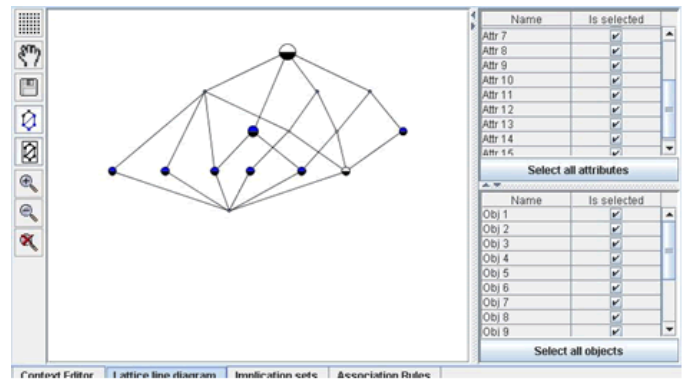 Name Is selected
Attr 7
Attr 8
Attr 9
Attr 10
Attr 11
Attr 12
Attr 13
Attr 14
Attr 15
Select all attributes
Name Is selected
Obj 1
Obj 2
Obj 3
Obj 4
Obj 5
Obj 6
Obj 7
Obj 8
Obj 9
Select all objects
Context Editor Lattice line diagram Implication sets Association Rules